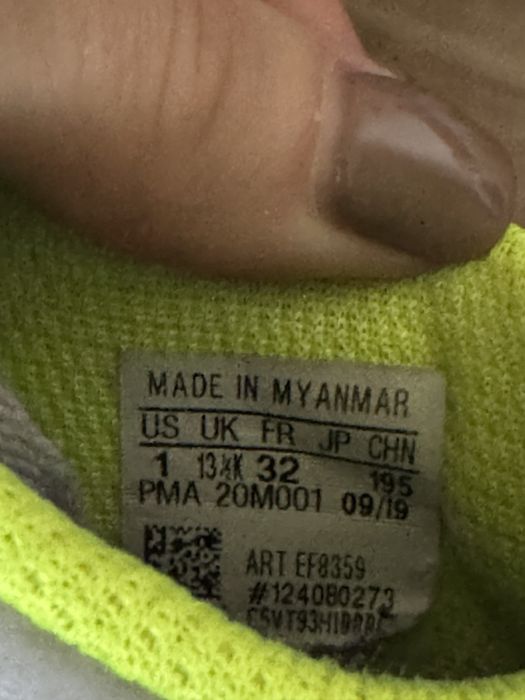 MADE IN MYANMAR
US UK FR JP CHN
1 13½K 32 195
PMA 20M001 09/19
ART EF8359
#124080273